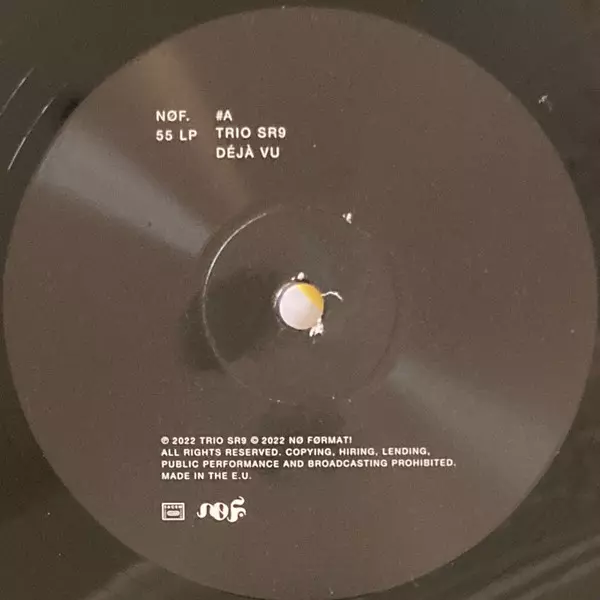 NØF. #A
55 LP TRIO SR9
DÉJÀ VU
℗ 2022 TRIO SR9 © 2022 NØ FØRMAT!
ALL RIGHTS RESERVED. COPYING, HIRING, LENDING,
PUBLIC PERFORMANCE AND BROADCASTING PROHIBITED.
MADE IN THE E.U.
SACEM
NØF.